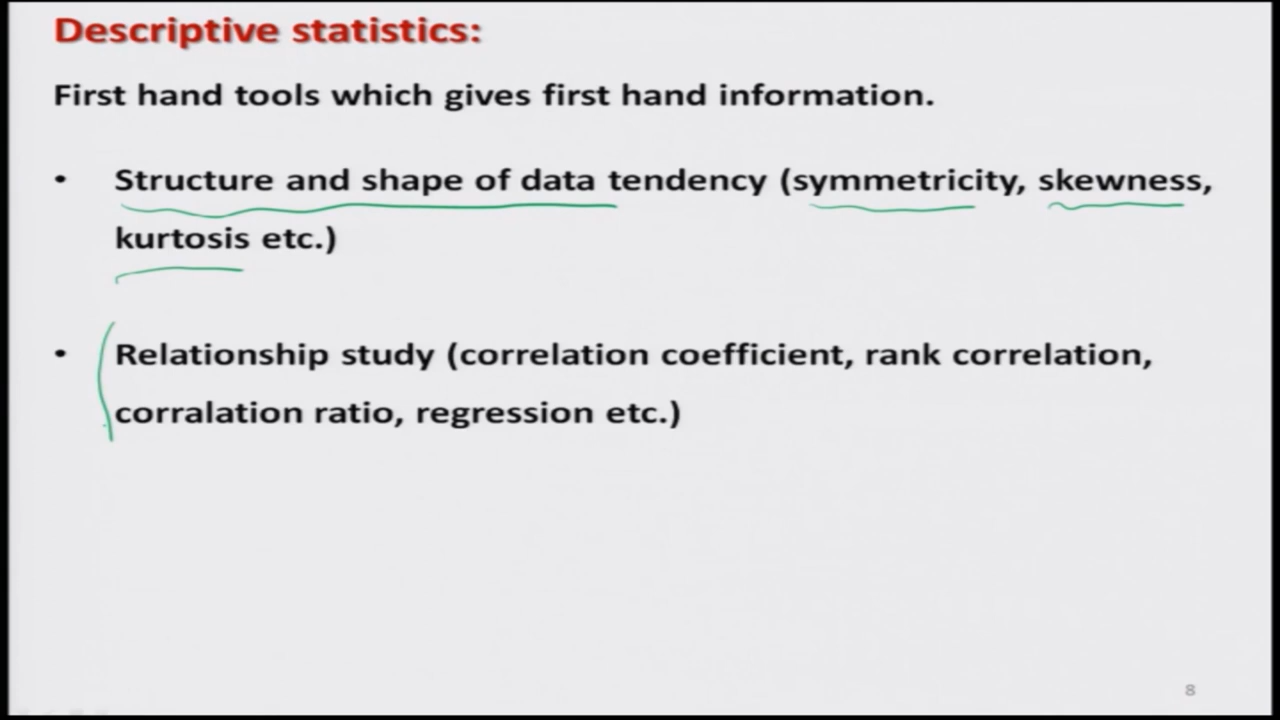 Descriptive statistics:
First hand tools which gives first hand information.
• Structure and shape of data tendency (symmetricity, skewness,
kurtosis etc.)
• Relationship study (correlation coefficient, rank correlation,
corralation ratio, regression etc.)
8